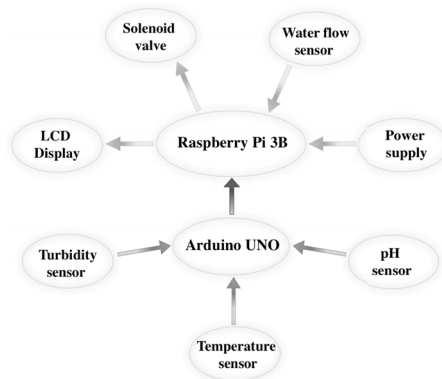 Solenoid
valve
Water flow
sensor
LCD
Display
Raspberry Pi 3B
Power
supply
Turbidity
sensor
Arduino UNO
pH
sensor
Temperature
sensor